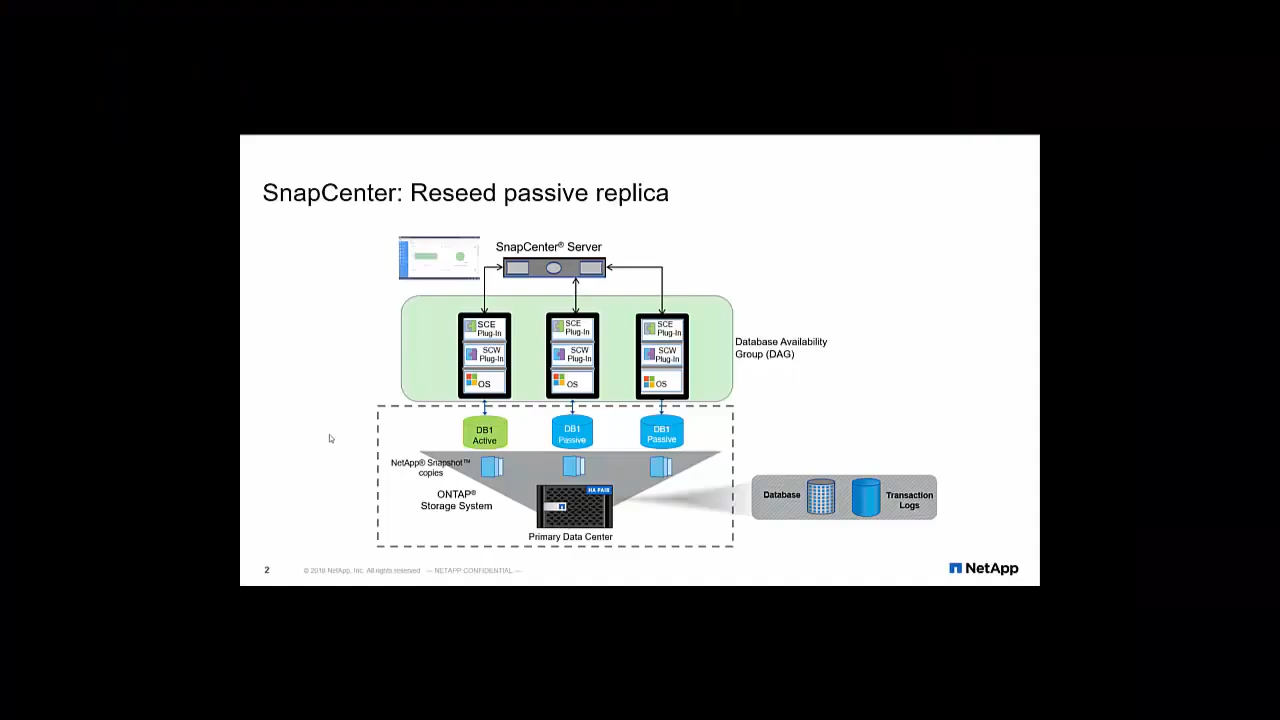 SnapCenter: Reseed passive replica
SnapCenter® Server
SCE
Plug-In
SCW
Plug-In
OS
SCE
Plug-In
SCW
Plug-In
OS
SCE
Plug-In
SCW
Plug-In
OS
Database Availability
Group (DAG)
DB1
Active
DB1
Passive
DB1
Passive
NetApp® Snapshot™
copies
ONTAP®
Storage System
HA PAIR
Primary Data Center
Database
Transaction
Logs
2
© 2019 NetApp, Inc. All rights reserved — NETAPP CONFIDENTIAL —
NetApp